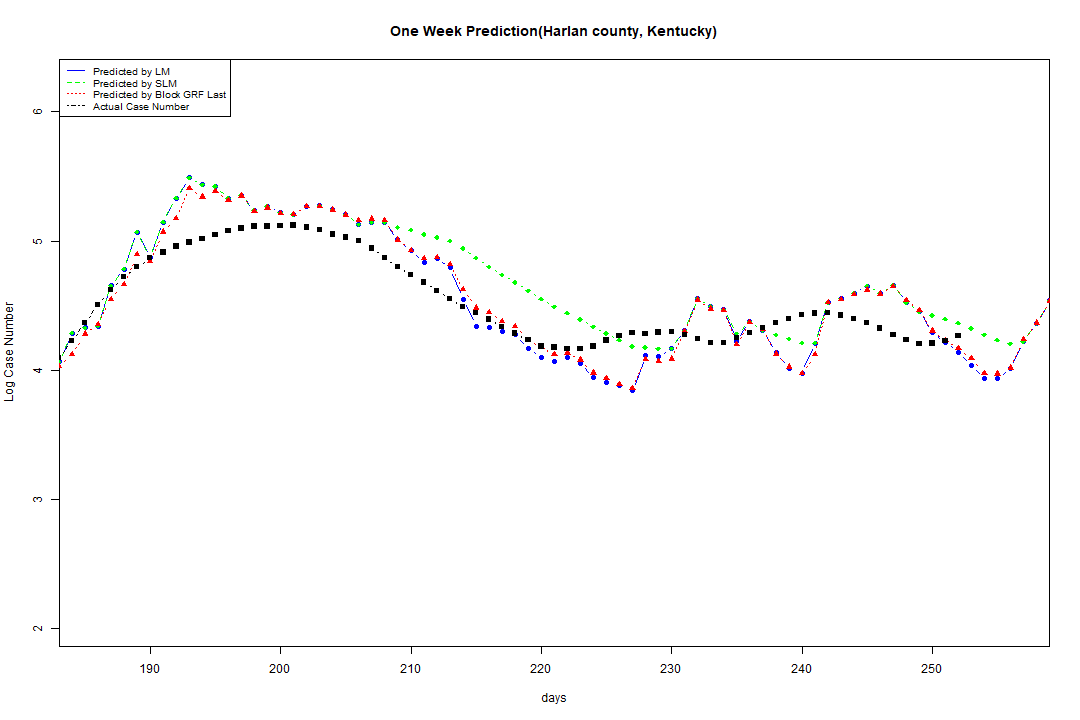 One Week Prediction(Harlan county, Kentucky)
Predicted by LM
Predicted by SLM
Predicted by Block GRF Last
Actual Case Number
6
5
4
3
2
Log Case Number
190 200 210 220 230 240 250
days